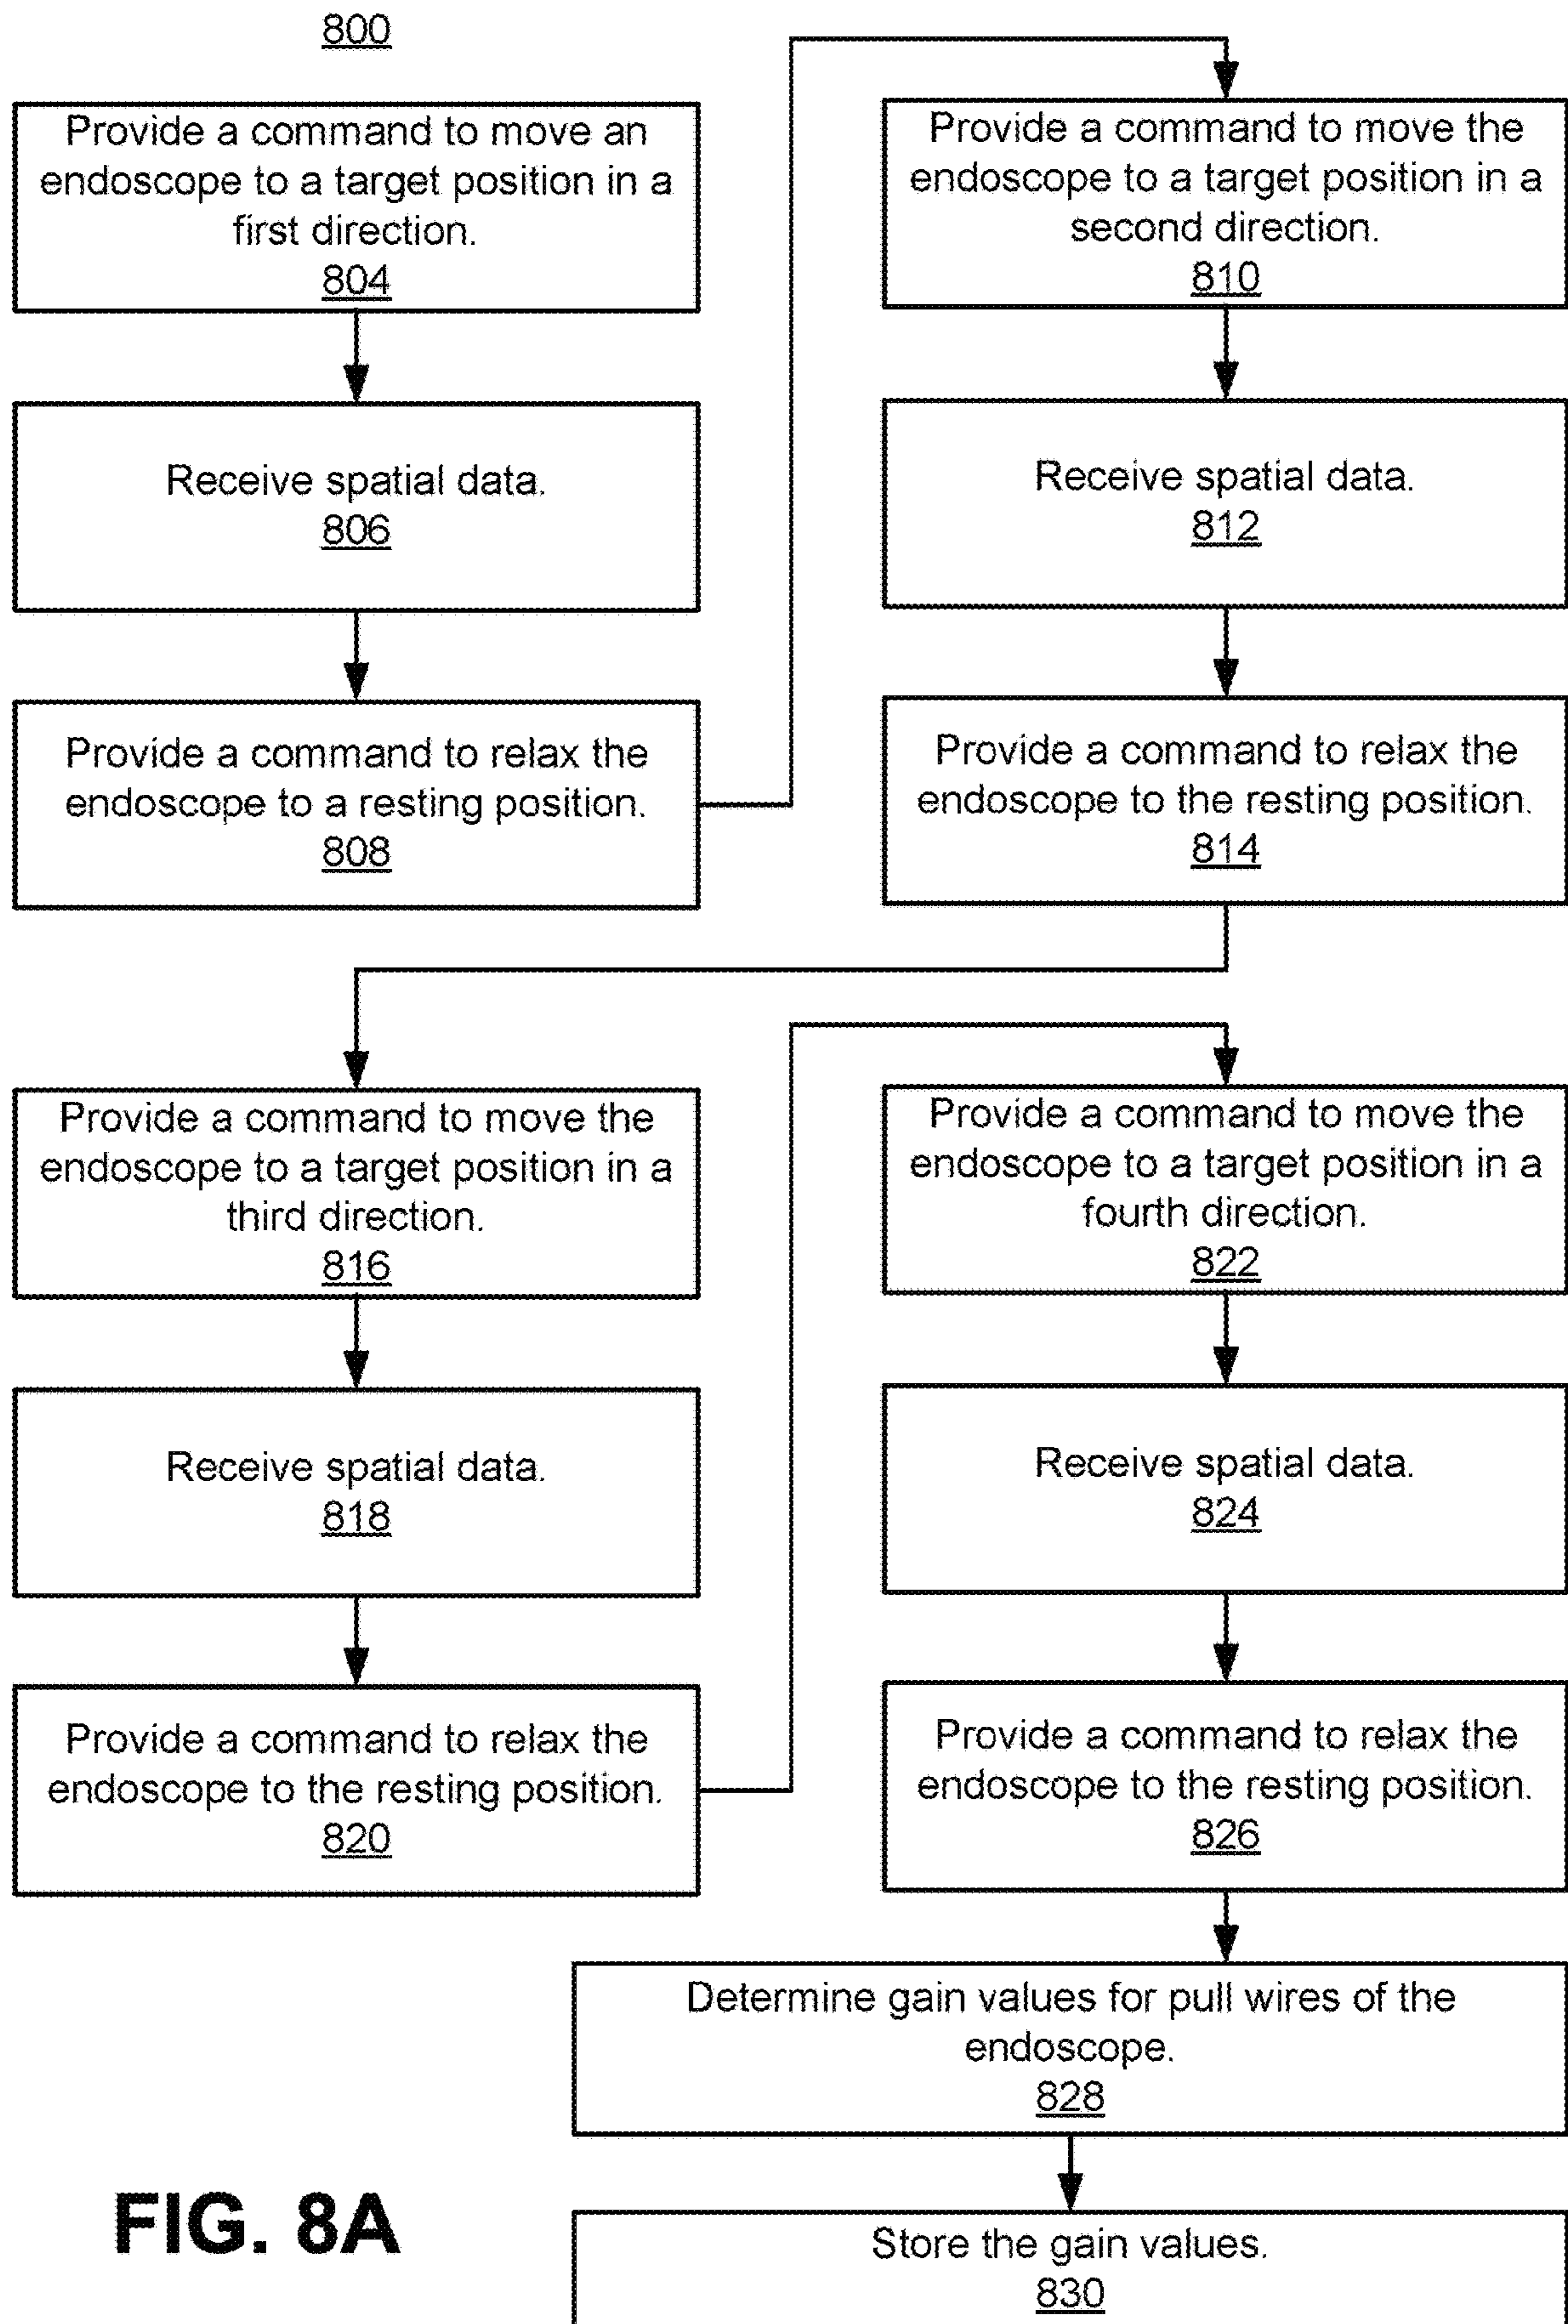 800
Provide a command to move an
endoscope to a target position in a
first direction.
804
Receive spatial data.
806
Provide a command to relax the
endoscope to a resting position.
808
Provide a command to move the
endoscope to a target position in a
second direction.
810
Receive spatial data.
812
Provide a command to relax the
endoscope to the resting position.
814
Provide a command to move the
endoscope to a target position in a
third direction.
816
Receive spatial data.
818
Provide a command to relax the
endoscope to the resting position.
820
Provide a command to move the
endoscope to a target position in a
fourth direction.
822
Receive spatial data.
824
Provide a command to relax the
endoscope to the resting position.
826
Determine gain values for pull wires of the
endoscope.
828
Store the gain values.
830
FIG. 8A